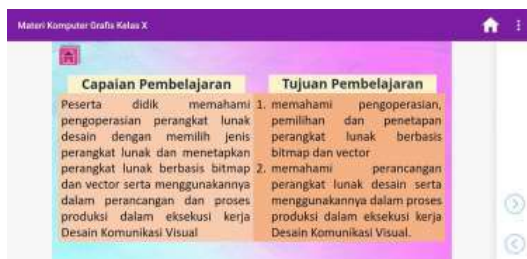 Materi Komputer Grafis Kelas X
Capaian Pembelajaran
Peserta didik memahami
pengoperasian perangkat lunak
desain dengan memilih jenis
perangkat lunak dan menetapkan
perangkat lunak berbasis bitmap
dan vector serta menggunakannya
dalam perancangan dan proses
produksi dalam eksekusi kerja
Desain Komunikasi Visual
Tujuan Pembelajaran
1. memahami pengoperasian,
pemilihan dan penetapan
perangkat lunak berbasis
bitmap dan vector
2. memahami perancangan
perangkat lunak desain serta
menggunakannya dalam proses
produksi dalam eksekusi kerja
Desain Komunikasi Visual.